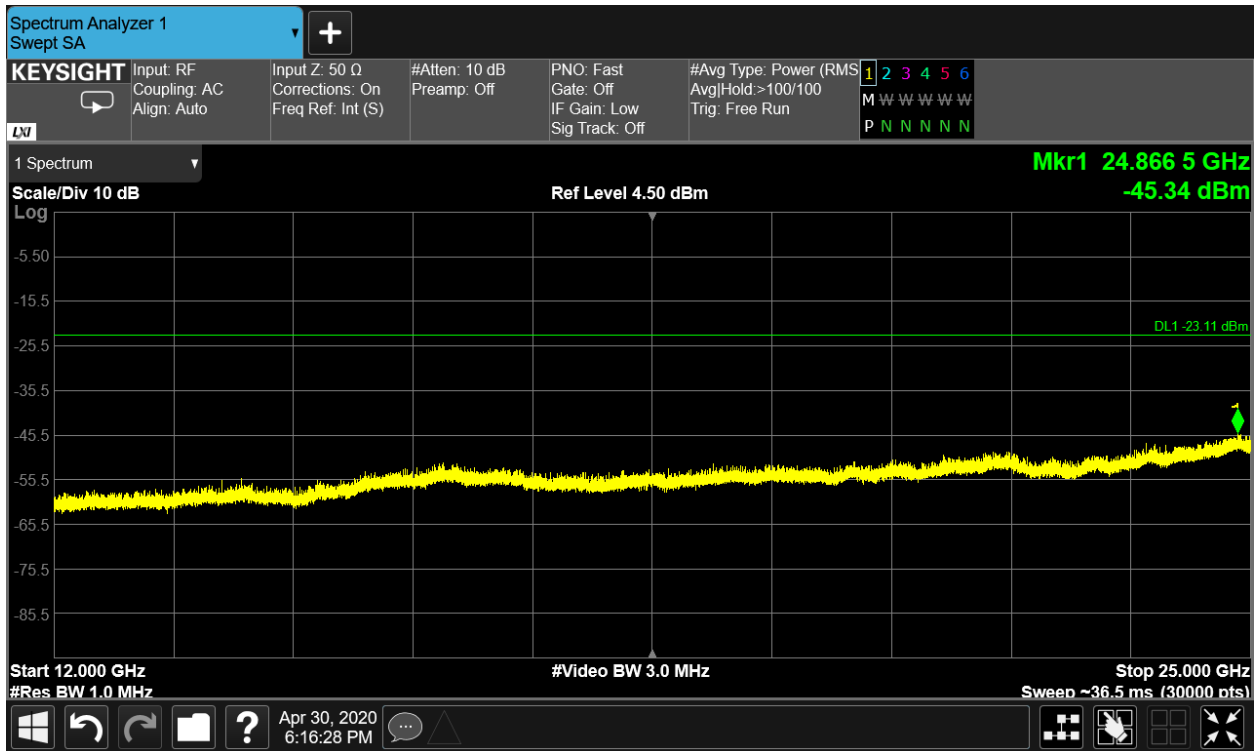 Spectrum Analyzer 1
Swept SA
KEYSIGHT
Input: RF
Coupling: AC
Align: Auto
Input Z: 50 Ω
Corrections: On
Freq Ref: Int (S)
#Atten: 10 dB
Preamp: Off
PNO: Fast
Gate: Off
IF Gain: Low
Sig Track: Off
#Avg Type: Power (RMS
Avg|Hold:>100/100
Trig: Free Run
1 2 3 4 5 6
M W W W W W
P N N N N N
LXI
1 Spectrum
Mkr1 24.866 5 GHz
-45.34 dBm
Scale/Div 10 dB
Ref Level 4.50 dBm
Log
-5.50
-15.5
DL1 -23.11 dBm
-25.5
-35.5
1
-45.5
-55.5
-65.5
-75.5
-85.5
Start 12.000 GHz
#Video BW 3.0 MHz
Stop 25.000 GHz
#Res BW 1.0 MHz
Sweep ~36.5 ms (30000 pts)
?
Apr 30, 2020
6:16:28 PM